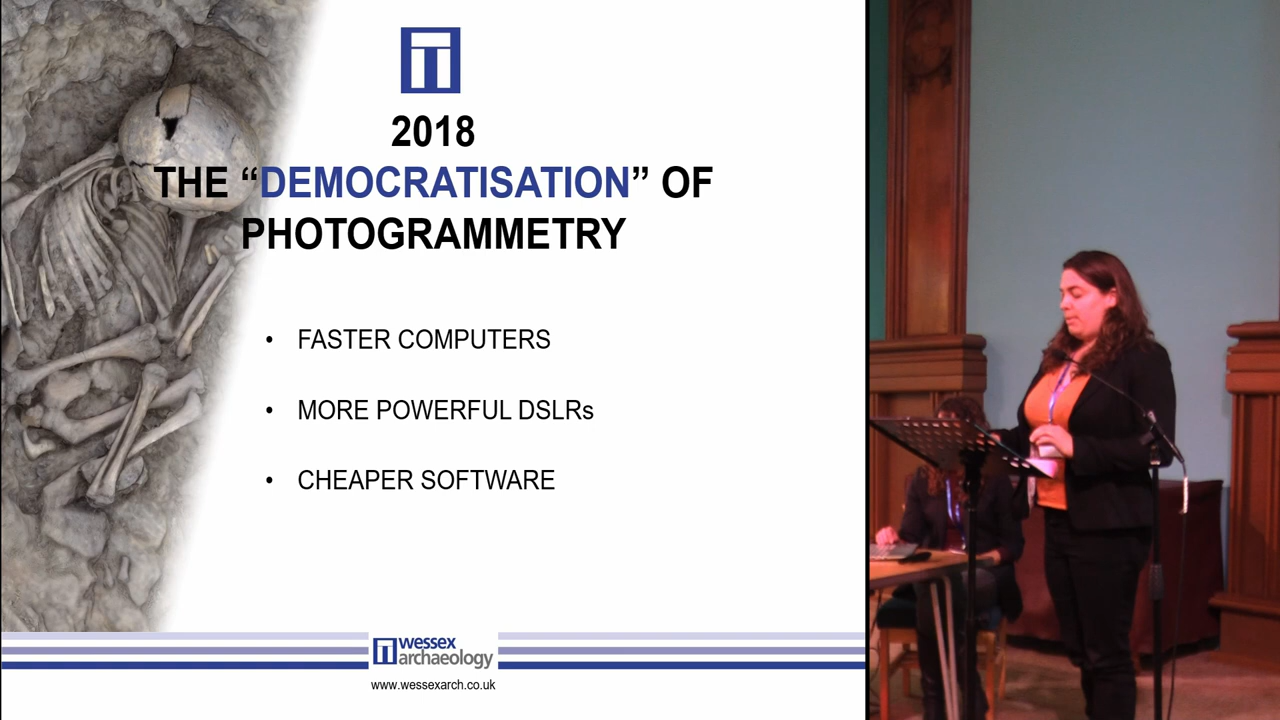 2018
THE “DEMOCRATISATION” OF
PHOTOGRAMMETRY
• FASTER COMPUTERS
• MORE POWERFUL DSLRs
• CHEAPER SOFTWARE
wessex
archaeology
www.wessexarch.co.uk